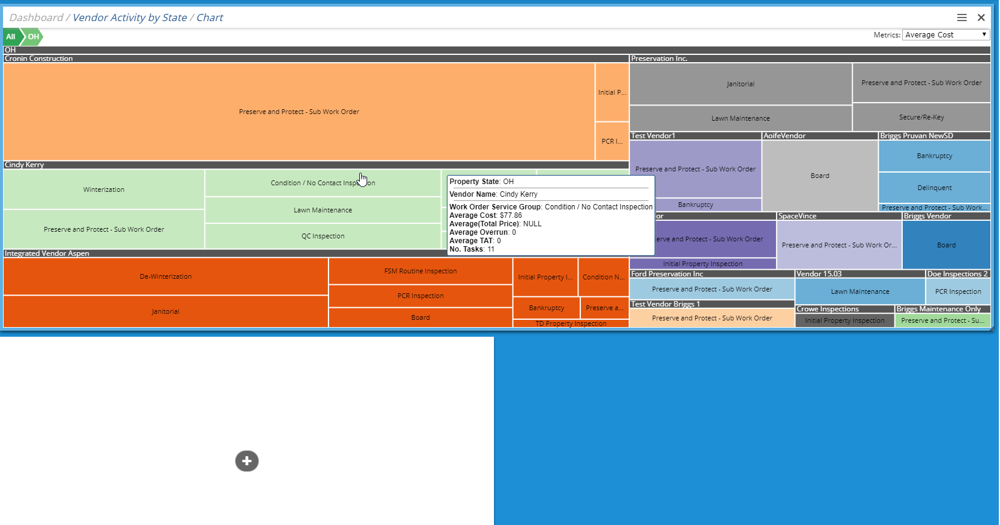 Dashboard / Vendor Activity by State / Chart
All
OH
Metrics: Average Cost
OH
Cronin Construction
Preserve and Protect - Sub Work Order
Initial P...
PCR I...
Cindy Kerry
Winterization
Preserve and Protect - Sub Work Order
Condition / No Contact Inspection
Lawn Maintenance
QC Inspection
Property State: OH
Vendor Name: Cindy Kerry
Work Order Service Group: Condition / No Contact Inspection
Average Cost: $77.86
Average(Total Price): NULL
Average Overrun: 0
Average TAT: 0
No. Tasks: 11
Integrated Vendor Aspen
De-Winterization
Janitorial
FSM Routine Inspection
PCR Inspection
Board
Initial Property I...
Condition N...
Bankruptcy
Preserve a...
TD Property Inspection
Preservation Inc.
Janitorial
Lawn Maintenance
Preserve and Protect - Sub Work Order
Secure/Re-Key
Test Vendor1
Preserve and Protect - Sub Work Order
Bankruptcy
AoifeVendor
Board
Briggs Pruvan NewSD
Bankruptcy
Delinquent
Preserve and Protect - Sub Work...
or
erve and Protect - Sub Work Order
Initial Property Inspection
SpaceVince
Preserve and Protect - Sub Work Or...
Briggs Vendor
Board
Ford Preservation Inc
Preserve and Protect - Sub Work Order
Test Vendor Briggs 1
Preserve and Protect - Sub Work Order
Vendor 15.03
Lawn Maintenance
Doe Inspections 2
PCR Inspection
Crowe Inspections
Initial Property Inspection
Briggs Maintenance Only
Preserve and Protect - Su...